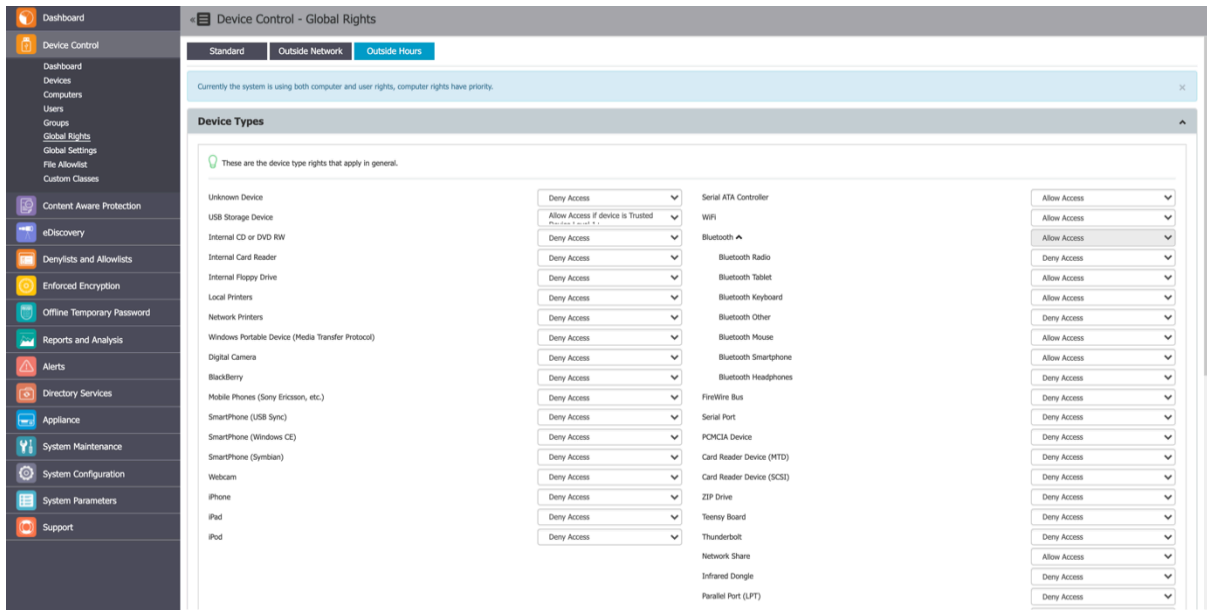 Dashboard
Device Control
Dashboard
Devices
Computers
Users
Groups
Global Rights
Global Settings
File Allowlist
Custom Classes
Content Aware Protection
eDiscovery
Denylists and Allowlists
Enforced Encryption
Offline Temporary Password
Reports and Analysis
Alerts
Directory Services
Appliance
System Maintenance
System Configuration
System Parameters
Support
Device Control - Global Rights
Standard Outside Network Outside Hours
Currently the system is using both computer and user rights, computer rights have priority.
Device Types
These are the device type rights that apply in general.
Unknown Device Deny Access
USB Storage Device Allow Access if device is Trusted
Internal CD or DVD RW Deny Access
Internal Card Reader Deny Access
Internal Floppy Drive Deny Access
Local Printers Deny Access
Network Printers Deny Access
Windows Portable Device (Media Transfer Protocol) Deny Access
Digital Camera Deny Access
BlackBerry Deny Access
Mobile Phones (Sony Ericsson, etc.) Deny Access
SmartPhone (USB Sync) Deny Access
SmartPhone (Windows CE) Deny Access
SmartPhone (Symbian) Deny Access
Webcam Deny Access
iPhone Deny Access
iPad Deny Access
iPod Deny Access
Serial ATA Controller Allow Access
WiFi Allow Access
Bluetooth Allow Access
Bluetooth Radio Deny Access
Bluetooth Tablet Allow Access
Bluetooth Keyboard Allow Access
Bluetooth Other Deny Access
Bluetooth Mouse Allow Access
Bluetooth Smartphone Allow Access
Bluetooth Headphones Deny Access
FireWire Bus Deny Access
Serial Port Deny Access
PCMCIA Device Deny Access
Card Reader Device (MTD) Deny Access
Card Reader Device (SCSI) Deny Access
ZIP Drive Deny Access
Teensy Board Deny Access
Thunderbolt Deny Access
Network Share Allow Access
Infrared Dongle Deny Access
Parallel Port (LPT) Deny Access